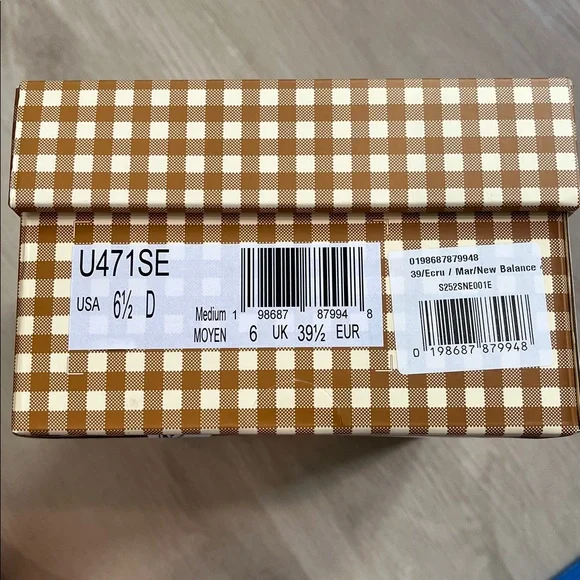 U471SE
USA 6½ D
Medium
MOYEN 6 UK 39½ EUR
1 98687 87994 8
0198687879948
39/Ecru / Mar/New Balance
S252SNE001E
0 198687 879948